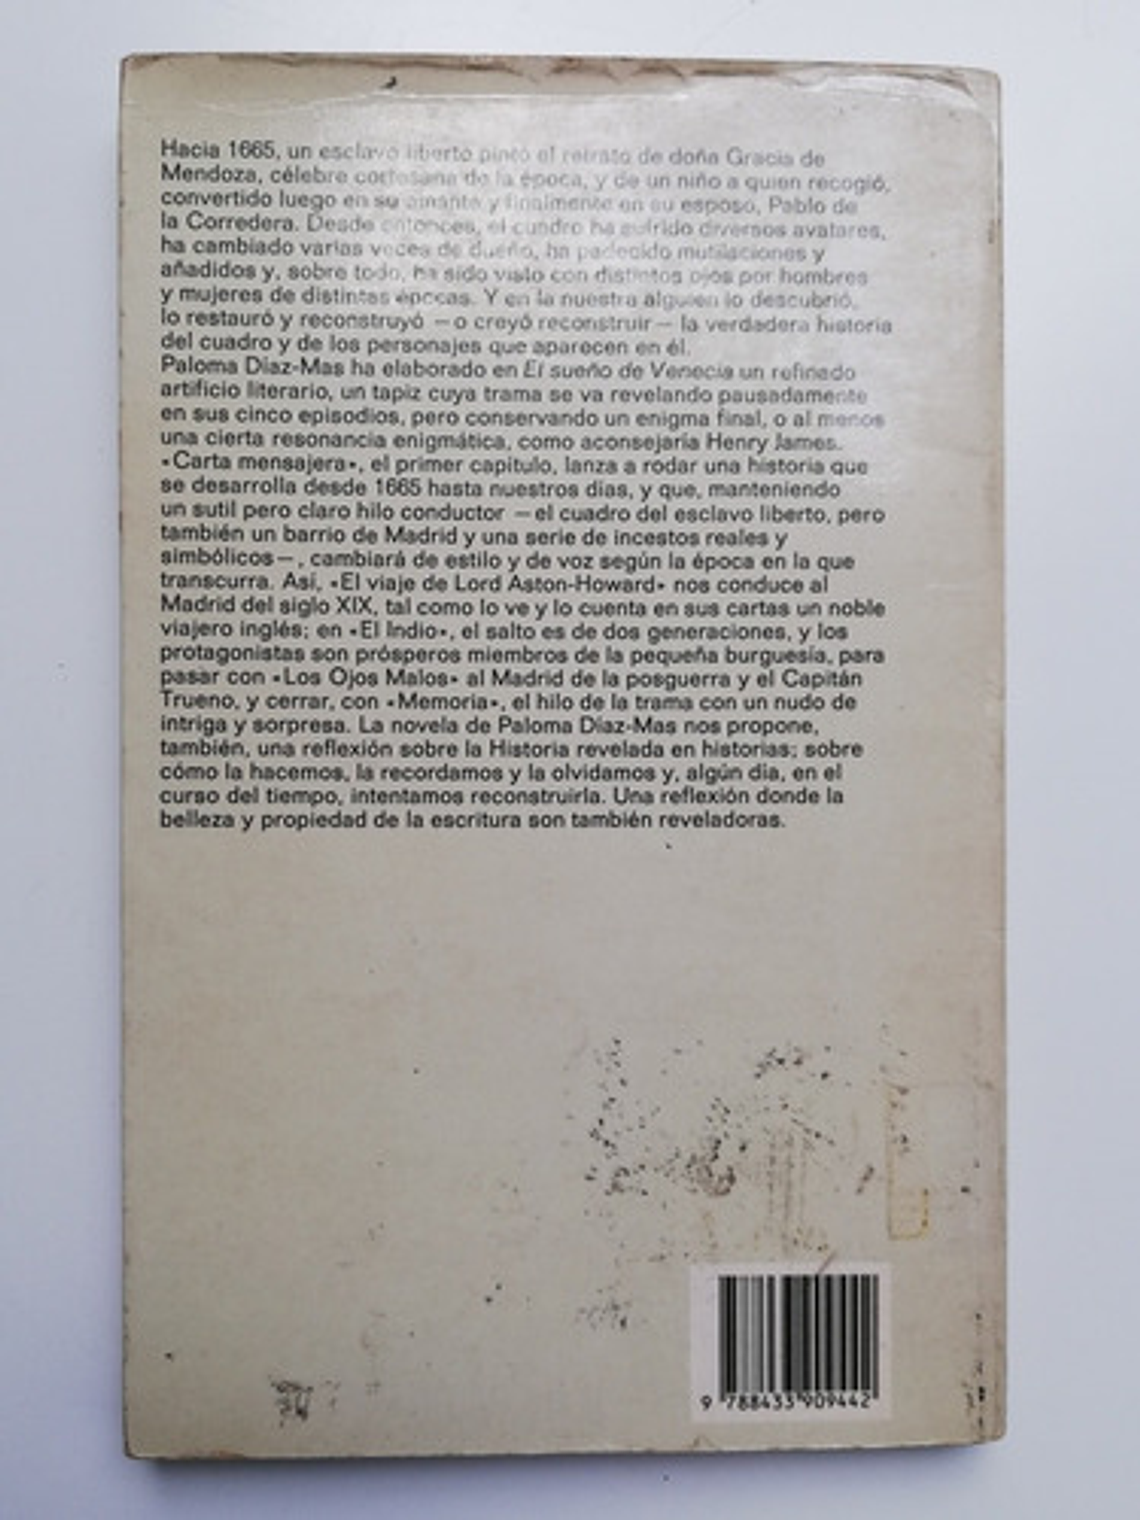 Hacia 1665, un esclavo liberto pintó el retrato de doña Gracia de
Mendoza, célebre cortesana de la época, y de un niño a quien recogió,
convertido luego en su amante y finalmente en su esposo, Pablo de
la Corredera. Desde entonces, el cuadro ha sufrido diversos avatares,
ha cambiado varias veces de dueño, ha padecido mutilaciones y
añadidos y, sobre todo, ha sido visto con distintos ojos por hombres
y mujeres de distintas épocas. Y en la nuestra alguien lo descubrió,
lo restauró y reconstruyó —o creyó reconstruir— la verdadera historia
del cuadro y de los personajes que aparecen en él.
Paloma Díaz-Mas ha elaborado en El sueño de Venecia un refinado
artificio literario, un tapiz cuya trama se va revelando pausadamente
en sus cinco episodios, pero conservando un enigma final, o al menos
una cierta resonancia enigmática, como aconsejaría Henry James.
«Carta mensajera», el primer capítulo, lanza a rodar una historia que
se desarrolla desde 1665 hasta nuestros días, y que, manteniendo
un sutil pero claro hilo conductor —el cuadro del esclavo liberto, pero
también un barrio de Madrid y una serie de incestos reales y
simbólicos—, cambiará de estilo y de voz según la época en la que
transcurra. Así, «El viaje de Lord Aston-Howard» nos conduce al
Madrid del siglo XIX, tal como lo ve y lo cuenta en sus cartas un noble
viajero inglés; en «El Indio», el salto es de dos generaciones, y los
protagonistas son prósperos miembros de la pequeña burguesía, para
pasar con «Los Ojos Malos» al Madrid de la posguerra y el Capitán
Trueno, y cerrar, con «Memoria», el hilo de la trama con un nudo de
intriga y sorpresa. La novela de Paloma Díaz-Mas nos propone,
también, una reflexión sobre la Historia revelada en historias; sobre
cómo la hacemos, la recordamos y la olvidamos y, algún día, en el
curso del tiempo, intentamos reconstruirla. Una reflexión donde la
belleza y propiedad de la escritura son también reveladoras.
9 788433 909442